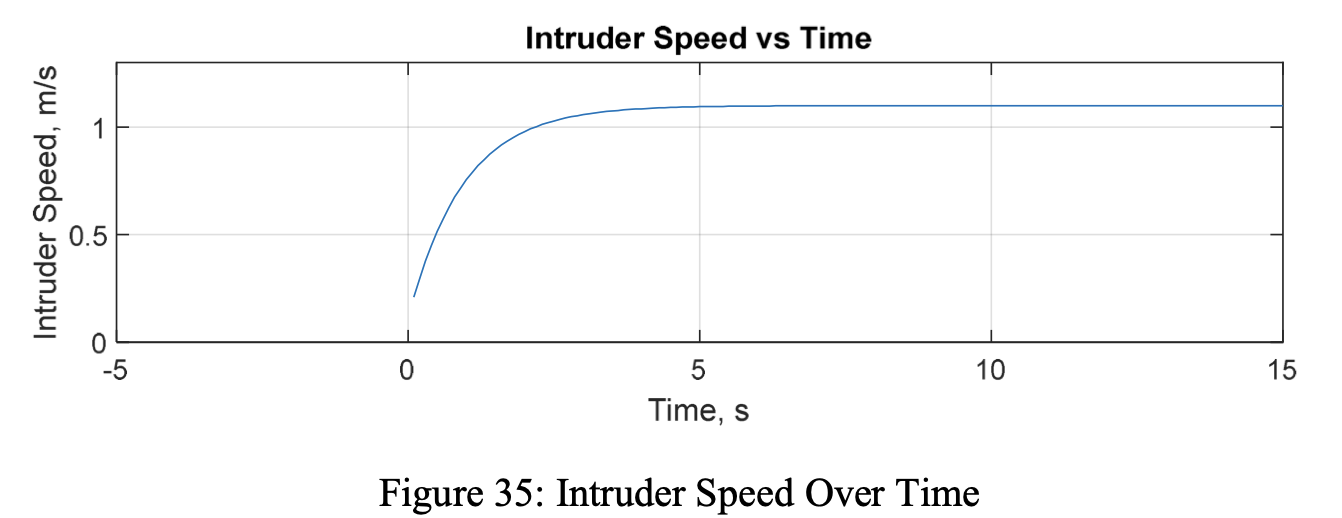 Intruder Speed vs Time
Intruder Speed, m/s
1
0.5
0
-5 0 5 10 15
Time, s
Figure 35: Intruder Speed Over Time